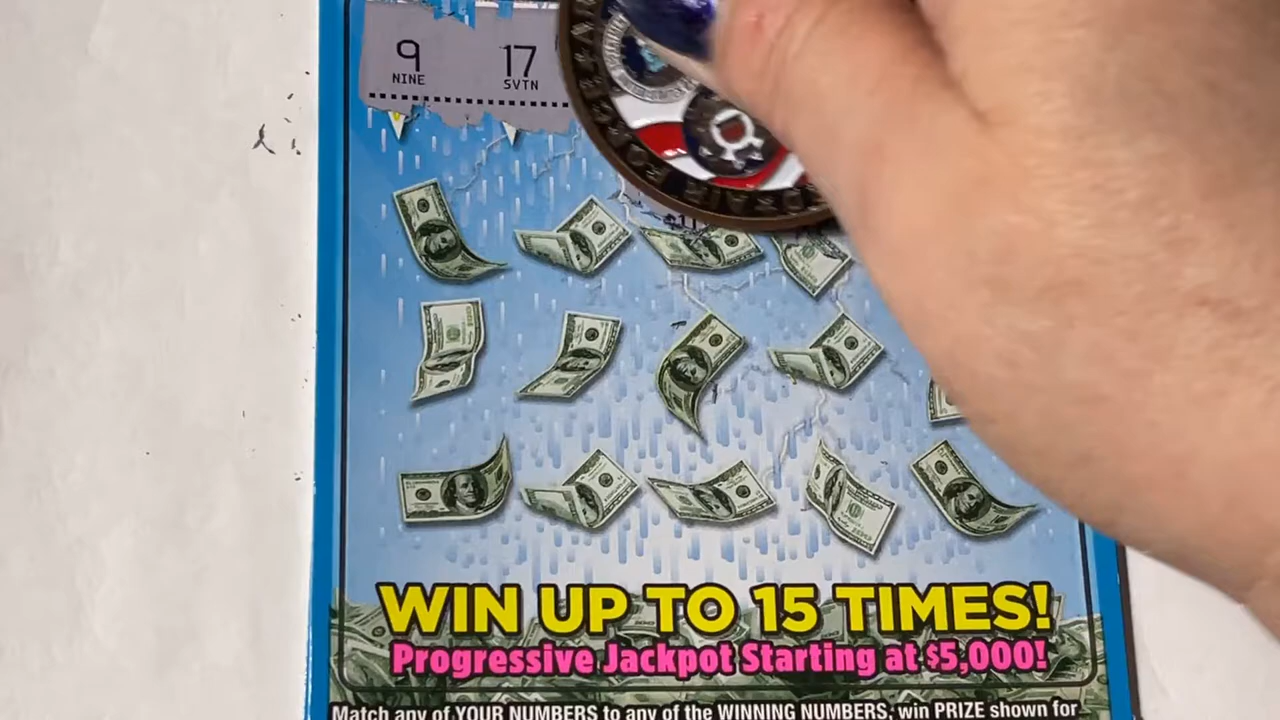 9 17
NINE SVTN
WIN UP TO 15 TIMES!
Progressive Jackpot Starting at $5,000!
Match any of YOUR NUMBERS to any of the WINNING NUMBERS, win PRIZE shown for